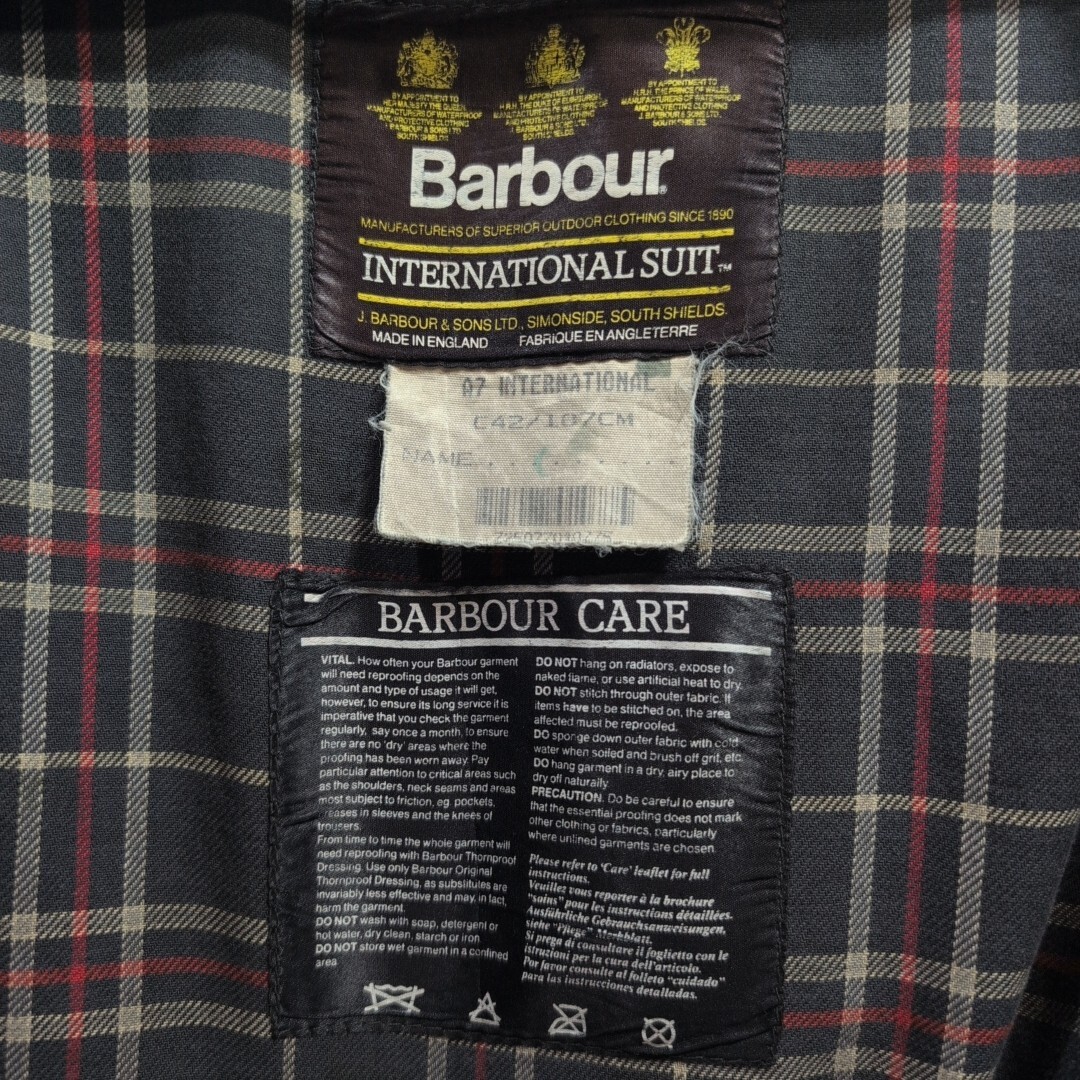 BY APPOINTMENT TO
HER MAJESTY THE QUEEN
MANUFACTURERS OF WATERPROOF
AND PROTECTIVE CLOTHING
J. BARBOUR & SONS LTD
SOUTH SHIELDS
BY APPOINTMENT TO
H.R.H. THE DUKE OF EDINBURGH
MANUFACTURERS OF WATERPROOF
AND PROTECTIVE CLOTHING
J. BARBOUR & SONS LTD
SOUTH SHIELDS
BY APPOINTMENT TO
H.R.H. THE PRINCE OF WALES
MANUFACTURERS OF WATERPROOF
AND PROTECTIVE CLOTHING
J. BARBOUR & SONS LTD
SOUTH SHIELDS
Barbour®
MANUFACTURERS OF SUPERIOR OUTDOOR CLOTHING SINCE 1890
INTERNATIONAL SUIT™
J. BARBOUR & SONS LTD., SIMONSIDE, SOUTH SHIELDS.
MADE IN ENGLAND FABRIQUE EN ANGLETERRE
A7 INTERNATIONAL
C42/107CM
NAME
BARBOUR CARE
VITAL. How often your Barbour garment
will need reproofing depends on the
amount and type of usage it will get,
however, to ensure its long service it is
imperative that you check the garment
regularly, say once a month, to ensure
there are no 'dry' areas where the
proofing has been worn away. Pay
particular attention to critical areas such
as the shoulders, neck seams and areas
most subject to friction, eg. pockets,
creases in sleeves and the knees of
trousers.
From time to time the whole garment will
need reproofing with Barbour Thornproof
Dressing. Use only Barbour Original
Thornproof Dressing, as substitutes are
invariably less effective and may, in fact,
harm the garment.
DO NOT wash with soap, detergent or
hot water, dry clean, starch or iron.
DO NOT store wet garment in a confined
area
DO NOT hang on radiators, expose to
naked flame, or use artificial heat to dry.
DO NOT stitch through outer fabric. If
items have to be stitched on, the area
affected must be reproofed.
DO sponge down outer fabric with cold
water when soiled and brush off grit, etc.
DO hang garment in a dry, airy place to
dry off naturally.
PRECAUTION. Do be careful to ensure
that the essential proofing does not mark
other clothing or fabrics, particularly
where unlined garments are chosen.
Please refer to 'Care' leaflet for full
instructions.
Veuillez vous reporter à la brochure
"soins" pour les instructions détaillées.
Ausführliche Gebrauchsanweisungen.
siehe "Pflege" Merkblatt.
Si prega di consultare il foglietto con le
istruzioni per la cura dell'articolo.
Por favor consulte al folleto "cuidado"
para las instrucciones detalladas.